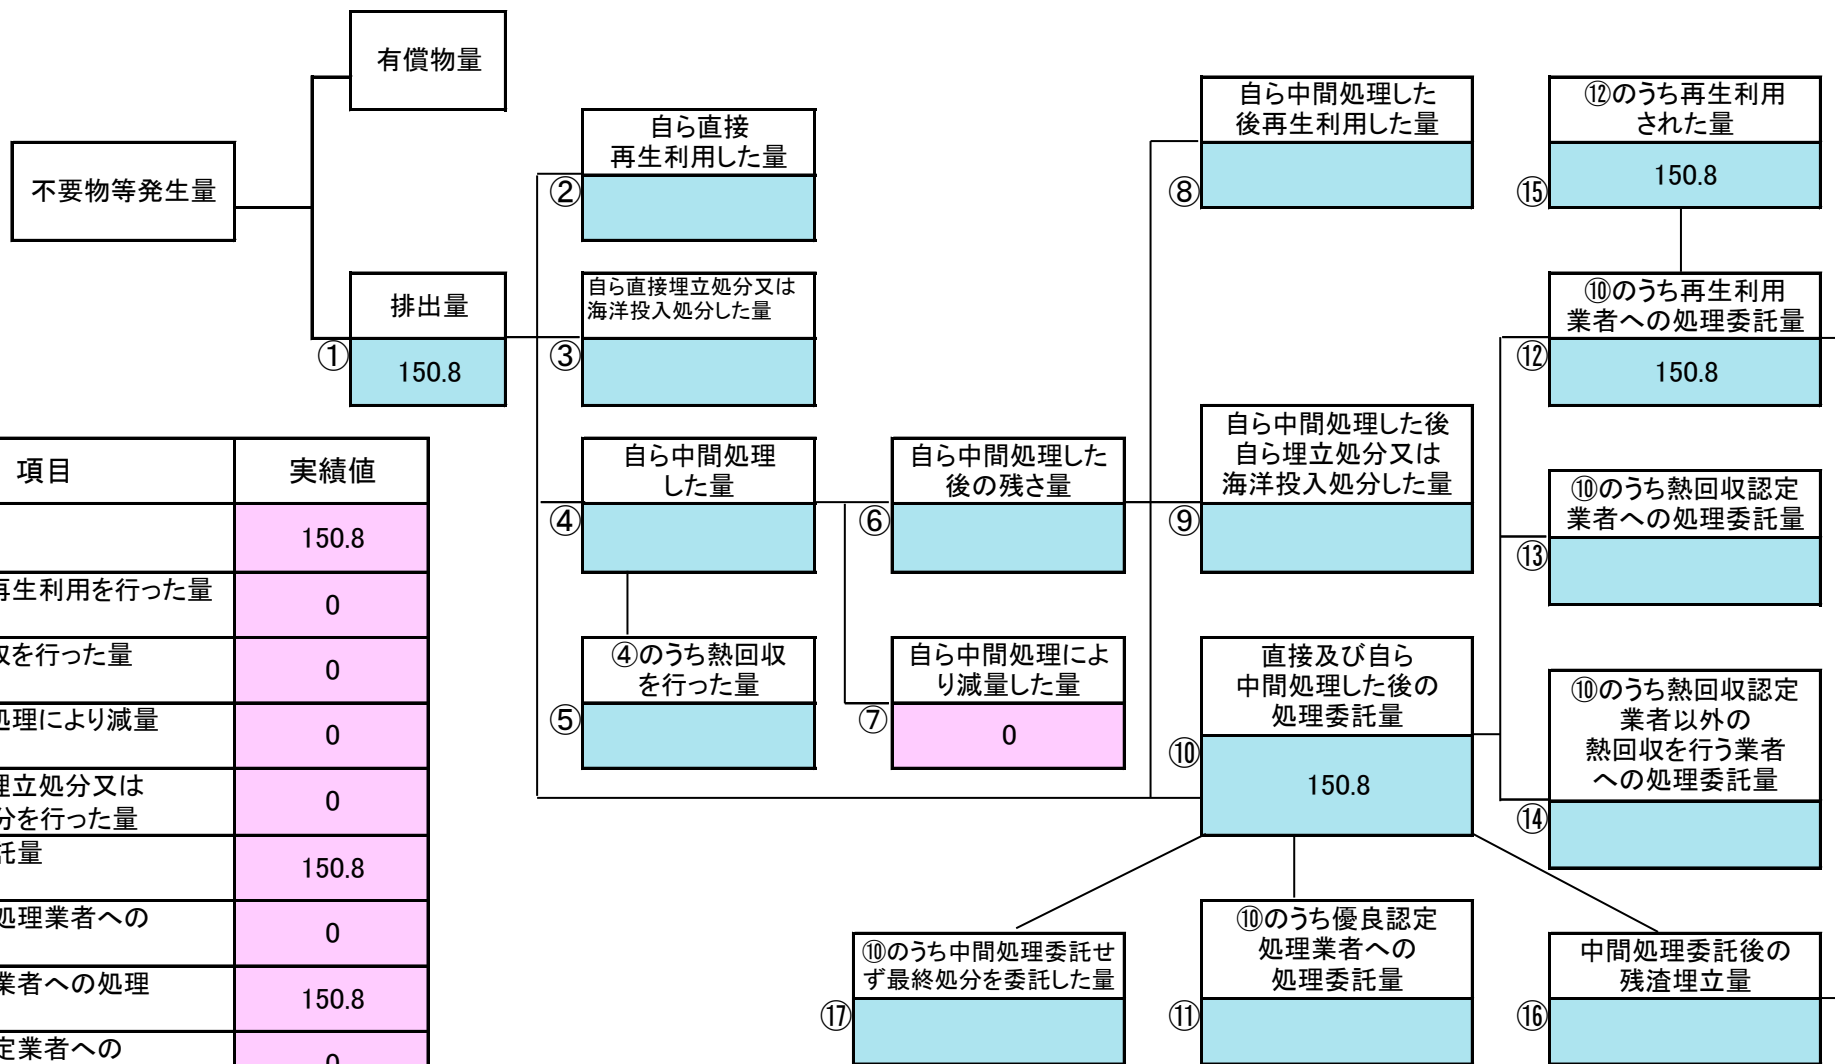 有償物量
不要物等発生量
排出量
①
150.8
自ら直接
再生利用した量
②
自ら直接埋立処分又は
海洋投入処分した量
③
自ら中間処理
した量
④
④のうち熱回収
を行った量
⑤
自ら中間処理した
後の残さ量
⑥
自ら中間処理によ
り減量した量
⑦
0
自ら中間処理した
後再生利用した量
⑧
自ら中間処理した後
自ら埋立処分又は
海洋投入処分した量
⑨
直接及び自ら
中間処理した後の
処理委託量
⑩
150.8
⑩のうち優良認定
処理業者への
処理委託量
⑪
⑩のうち中間処理委託せ
ず最終処分を委託した量
⑰
⑫のうち再生利用
された量
⑮
150.8
⑩のうち再生利用
業者への処理委託量
⑫
150.8
⑩のうち熱回収認定
業者への処理委託量
⑬
⑩のうち熱回収認定
業者以外の
熱回収を行う業者
への処理委託量
⑭
中間処理委託後の
残渣埋立量
⑯
項目 実績値
150.8
再生利用を行った量
0
を行った量
0
処理により減量
0
埋立処分又は
分を行った量
0
託量
150.8
処理業者への
0
業者への処理
150.8
定業者への
0